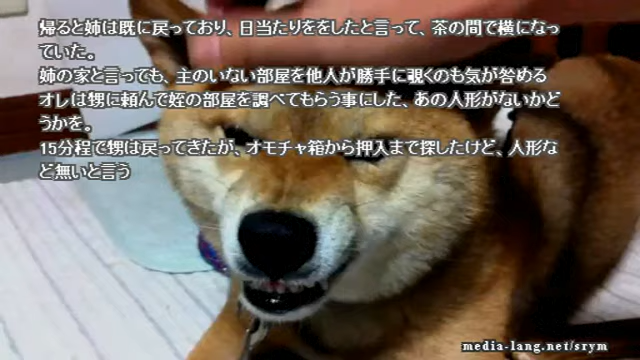 帰ると姉は既に戻っており、日当たりををしたと言って、茶の間で横になっ
ていた。
姉の家と言っても、主のいない部屋を他人が勝手に覗くのも気が咎める
オレは甥に頼んで姪の部屋を調べてもらう事にした、あの人形がないかど
うかを。
15分程で甥は戻ってきたが、オモチャ箱から押入まで探したけど、人形な
ど無いと言う
media-lang.net/srym